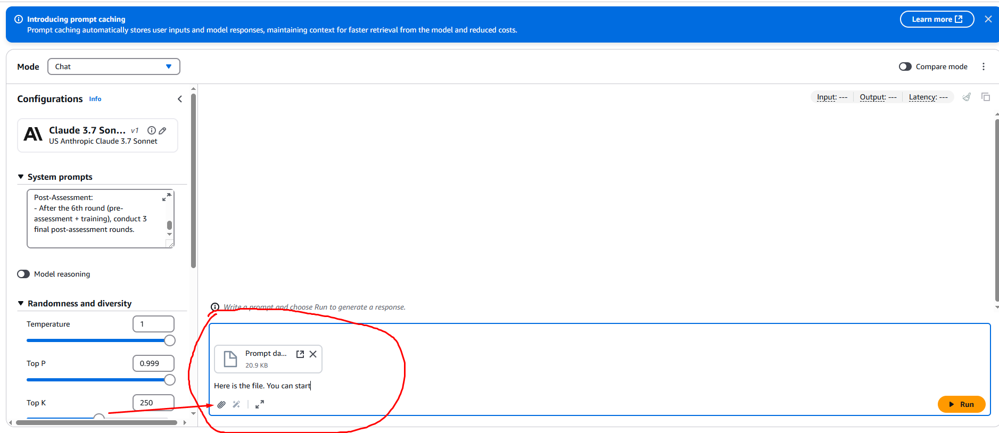 Introducing prompt caching
Prompt caching automatically stores user inputs and model responses, maintaining context for faster retrieval from the model and reduced costs.
Learn more
Mode
Chat
Compare mode
Configurations
Info
Input: ---
Output: ---
Latency: ---
Claude 3.7 Son...
v1
US Anthropic Claude 3.7 Sonnet
System prompts
Post-Assessment:
- After the 6th round (pre-
assessment + training), conduct 3
final post-assessment rounds.
Model reasoning
Randomness and diversity
Temperature
1
Top P
0.999
Top K
250
Write a prompt and choose Run to generate a response.
Prompt da...
20.9 KB
Here is the file. You can start
Run